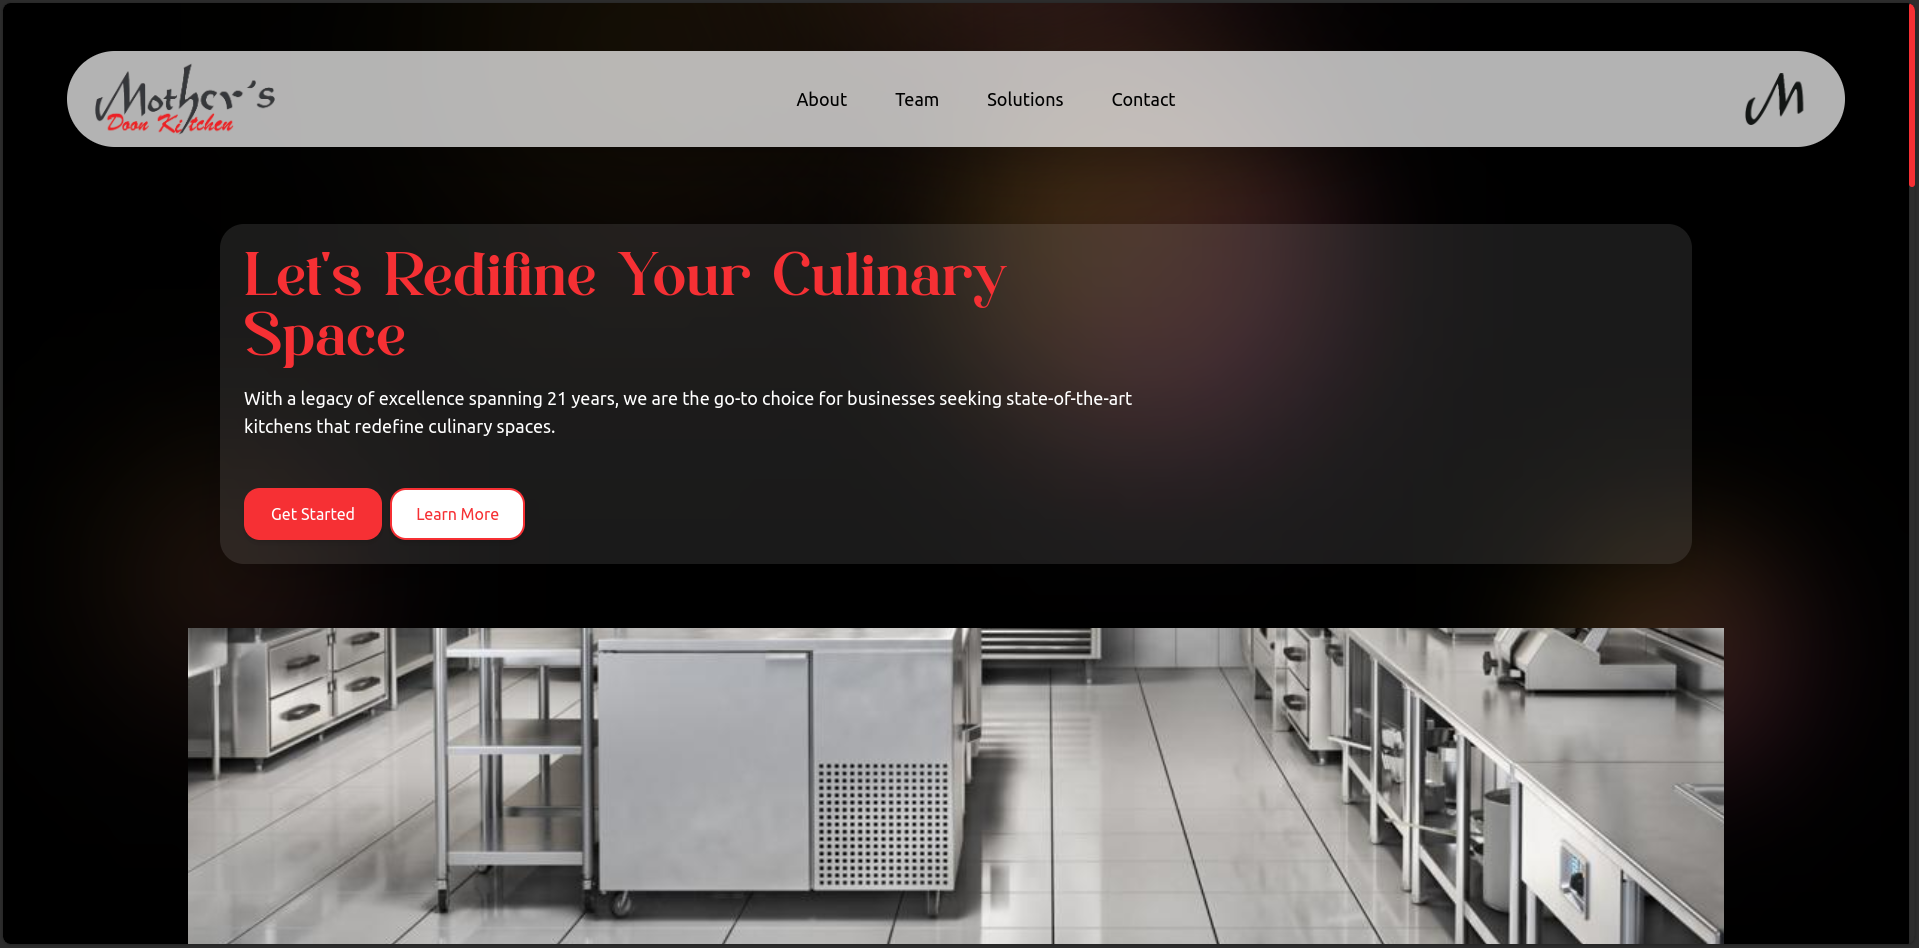 Mother's
Doon Kitchen
About
Team
Solutions
Contact
M
Let's Redifine Your Culinary
Space
With a legacy of excellence spanning 21 years, we are the go-to choice for businesses seeking state-of-the-art
kitchens that redefine culinary spaces.
Get Started
Learn More